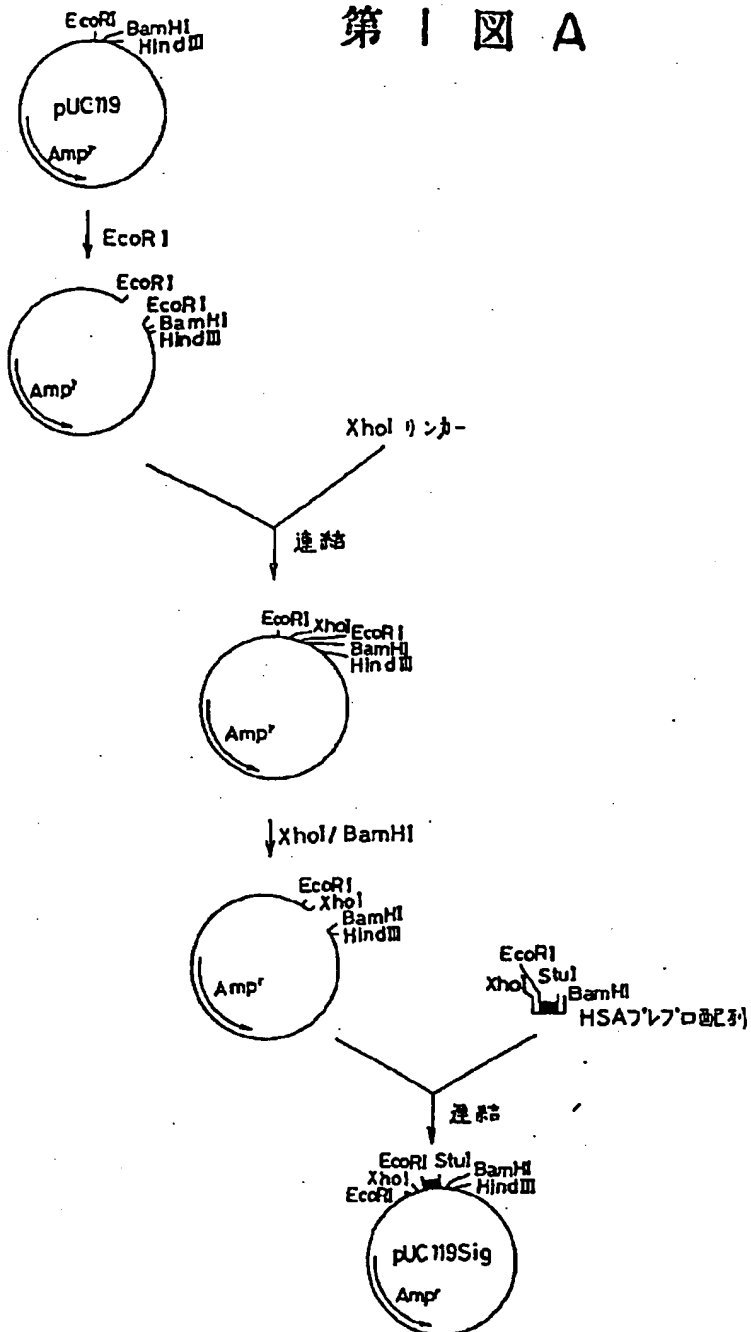 第1図A
EcoRI
BamHI
HindIII
pUC119
Ampʳ
EcoRI
EcoRI
EcoRI
BamHI
HindIII
Ampʳ
XhoI リンカー
連結
EcoRI
XhoI
EcoRI
BamHI
HindIII
Ampʳ
XhoI/BamHI
EcoRI
XhoI
BamHI
HindIII
Ampʳ
EcoRI
XhoI
StuI
BamHI
HSAプレプロ配列
連結
EcoRI
StuI
BamHI
XhoI
HindIII
EcoRI
pUC119Sig
Ampʳ